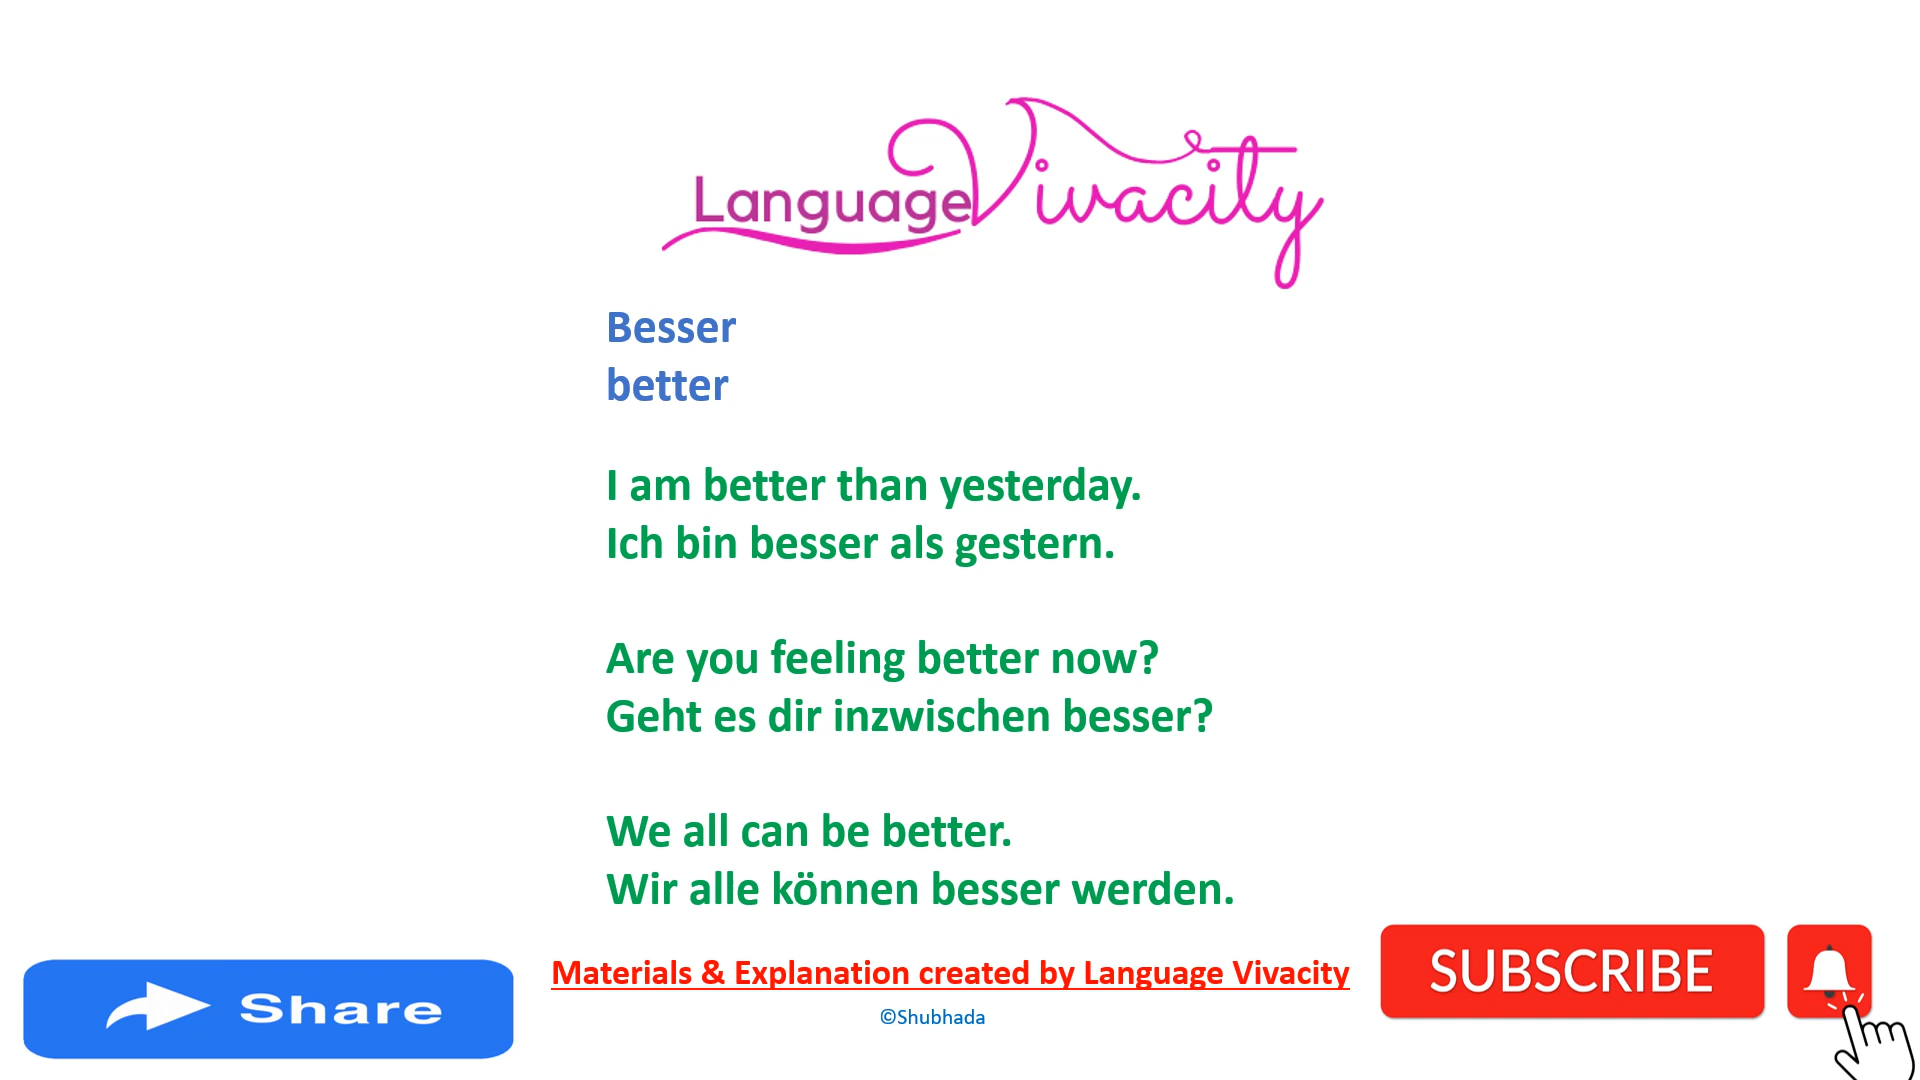 Language Vivacity
Besser
better
I am better than yesterday.
Ich bin besser als gestern.
Are you feeling better now?
Geht es dir inzwischen besser?
We all can be better.
Wir alle können besser werden.
Materials & Explanation created by Language Vivacity
©Shubhada
Share
SUBSCRIBE